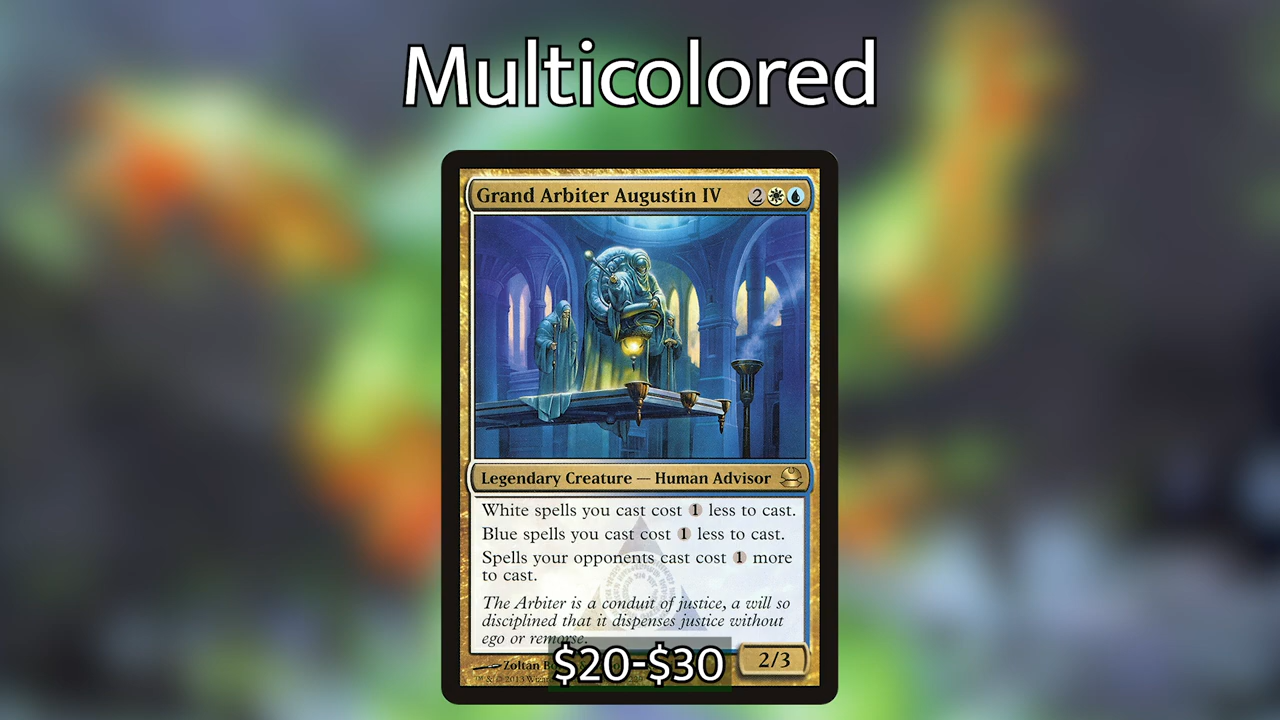 Multicolored
Grand Arbiter Augustin IV 2
Legendary Creature — Human Advisor
White spells you cast cost 1 less to cast.
Blue spells you cast cost 1 less to cast.
Spells your opponents cast cost 1 more
to cast.
The Arbiter is a conduit of justice, a will so
disciplined that it dispenses justice without
ego or remorse.
$20-$30
2/3
Zoltan